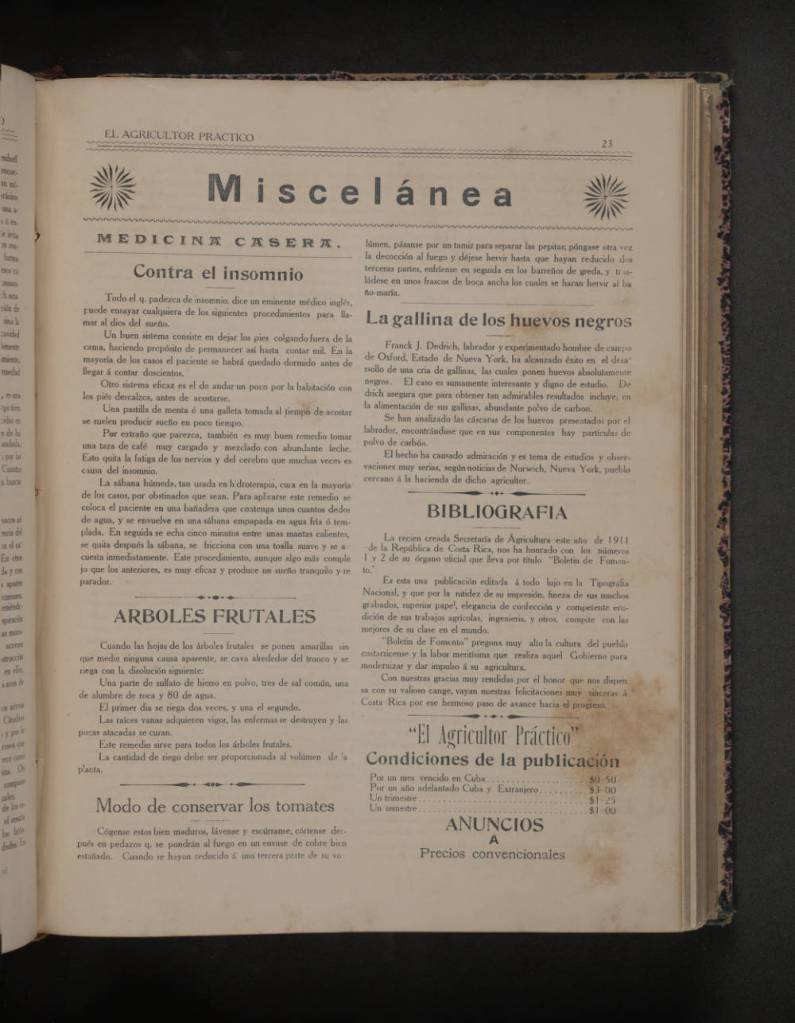 EL AGRICULTOR PRACTICO
23
Miscelánea
MEDICINA CASERA.
Contra el insomnio
Todo el q. padezca de insomnio, dice un eminente médico inglés,
puede ensayar cualquiera de los siguientes procedimientos para lla-
mar al dios del sueño.
Un buen sistema consiste en dejar los pies colgando fuera de la
cama, haciendo propósito de permanecer así hasta contar mil. En la
mayoría de los casos el paciente se habrá quedado dormido antes de
llegar á contar doscientos.
Otro sistema eficaz es el de andar un poco por la habitación con
los piés descalzos, antes de acostarse.
Una pastilla de menta ó una galleta tomada al tiempo de acostar
se suelen producir sueño en poco tiempo.
Por extraño que parezca, también es muy buen remedio tomar
una taza de café muy cargado y mezclado con abundante leche.
Esto quita la fatiga de los nervios y del cerebro que muchas veces es
causa del insomnio.
La sábana húmeda, tan usada en hidroterapia, cura en la mayoría
de los casos, por obstinados que sean. Para aplicarse este remedio se
coloca el paciente en una bañadera que contenga unos cuantos dedos
de agua, y se envuelve en una sábana empapada en agua fria ó tem-
plada. En seguida se echa cinco minutos entre unas mantas calientes,
se quita después la sábana, se fricciona con una toalla suave y se a-
cuesta inmediatamente. Este procedimiento, aunque algo más comple
jo que los anteriores, es muy eficaz y produce un sueño tranquilo y re
parador.
ARBOLES FRUTALES
Cuando las hojas de los árboles frutales se ponen amarillas sin
que medie ninguna causa aparente, se cava alrededor del tronco y se
riega con la disolución siguiente:
Una parte de sulfato de hierro en polvo, tres de sal común, una
de alumbre de roca y 80 de agua.
El primer dia se riega dos veces, y una el segundo.
Las raices vanas adquieren vigor, las enfermas se destruyen y las
pocas atacadas se curan.
Este remedio sirve para todos los árboles frutales.
La cantidad de riego debe ser proporcionada al volúmen de la
planta.
Modo de conservar los tomates
Cógense estos bien maduros, lávense y escúrranse, córtense des-
pués en pedazos q. se pondrán al fuego en un envase de cobre bien
estañado. Cuando se hayan reducido á una tercera parte de su vo-
lúmen, pásanse por un tamiz para separar las pepitas; póngase otra vez
la decocción al fuego y déjese hervir hasta que hayan reducido dos
terceras partes, enfriense en seguida en los barreños de greda, y tras-
ládese en unos frascos de boca ancha los cuales se haran hervir al ba
ño-maría.
La gallina de los huevos negros
Franck J. Dedrich, labrador y experimentado hombre de campo
de Oxford, Estado de Nueva York, ha alcanzado éxito en el desa-
rrollo de una cria de gallinas, las cuales ponen huevos absolutamente
negros. El caso es sumamente interesante y digno de estudio. De
drich asegura que para obtener tan admirables resultados incluye, en
la alimentación de sus gallinas, abundante polvo de carbon.
Se han analizado las cáscaras de los huevos presentados por el
labrador, encontrándose que en sus componentes hay partículas de
polvo de carbón.
El hecho ha causado admiración y es tema de estudios y obser-
vaciones muy serias, según noticias de Norwich, Nueva York, pueblo
cercano á la hacienda de dicho agricultor.
BIBLIOGRAFIA
La recien creada Secretaría de Agricultura este año de 1911
de la República de Costa Rica, nos ha honrado con los números
1 y 2 de su órgano oficial que lleva por título "Boletin de Fomen-
to."
Es esta una publicación editada á todo lujo en la Tipografia
Nacional, y que por la nitidez de su impresión, fineza de sus muchos
grabados, superior papel, elegancia de confección y competente eru-
dición de sus trabajos agrícolas, ingenieria, y otros, compite con las
mejores de su clase en el mundo.
"Boletin de Fomento" pregona muy alto la cultura del pueblo
costarricense y la labor meritísima que realiza aquel Gobierno para
modernizar y dar impulso á su agricultura.
Con nuestras gracias muy rendidas por el honor que nos dispen
sa con su valioso cange, vayan nuestras felicitaciones muy sinceras á
Costa Rica por ese hermoso paso de avance hacia el progreso.
"El Agricultor Práctico"
Condiciones de la publicación
Por un mes vencido en Cuba $0-50
Por un año adelantado Cuba y Extranjero $3-00
Un trimestre $1-25
Un semestre $1-00
ANUNCIOS
A
Precios convencionales